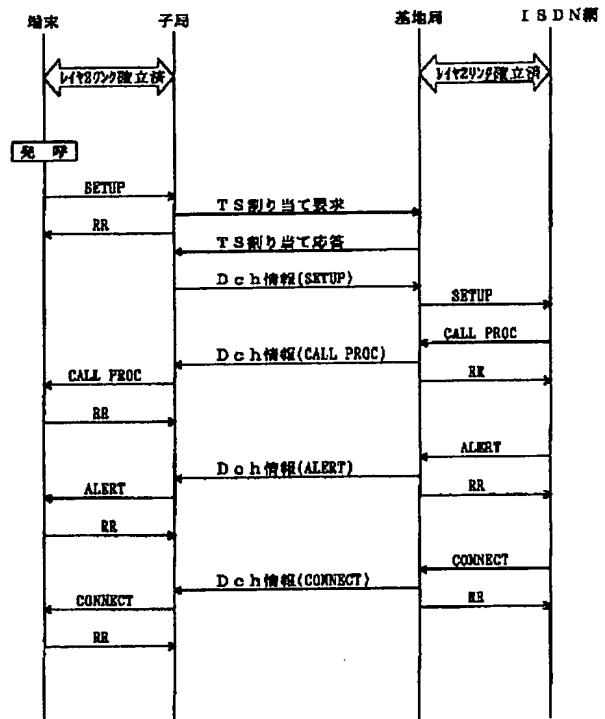 端末 子局 基地局 ISDN網
レイヤ2リンク確立済 レイヤ2リンク確立済
発呼
SETUP
TS割り当て要求
RR
TS割り当て応答
Dch情報(SETUP)
SETUP
CALL PROC
Dch情報(CALL PROC)
CALL PROC
RR
RR
ALERT
Dch情報(ALERT)
ALERT
RR
RR
CONNECT
Dch情報(CONNECT)
CONNECT
RR
RR